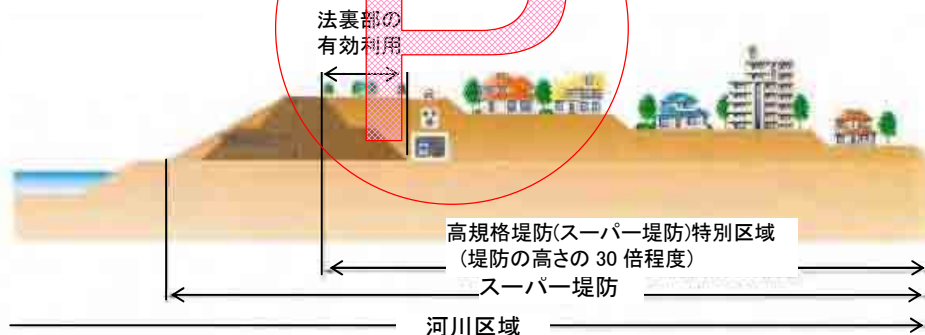 法裏部の
有効利用
P
高規格堤防(スーパー堤防)特別区域
(堤防の高さの 30 倍程度)
スーパー堤防
河川区域